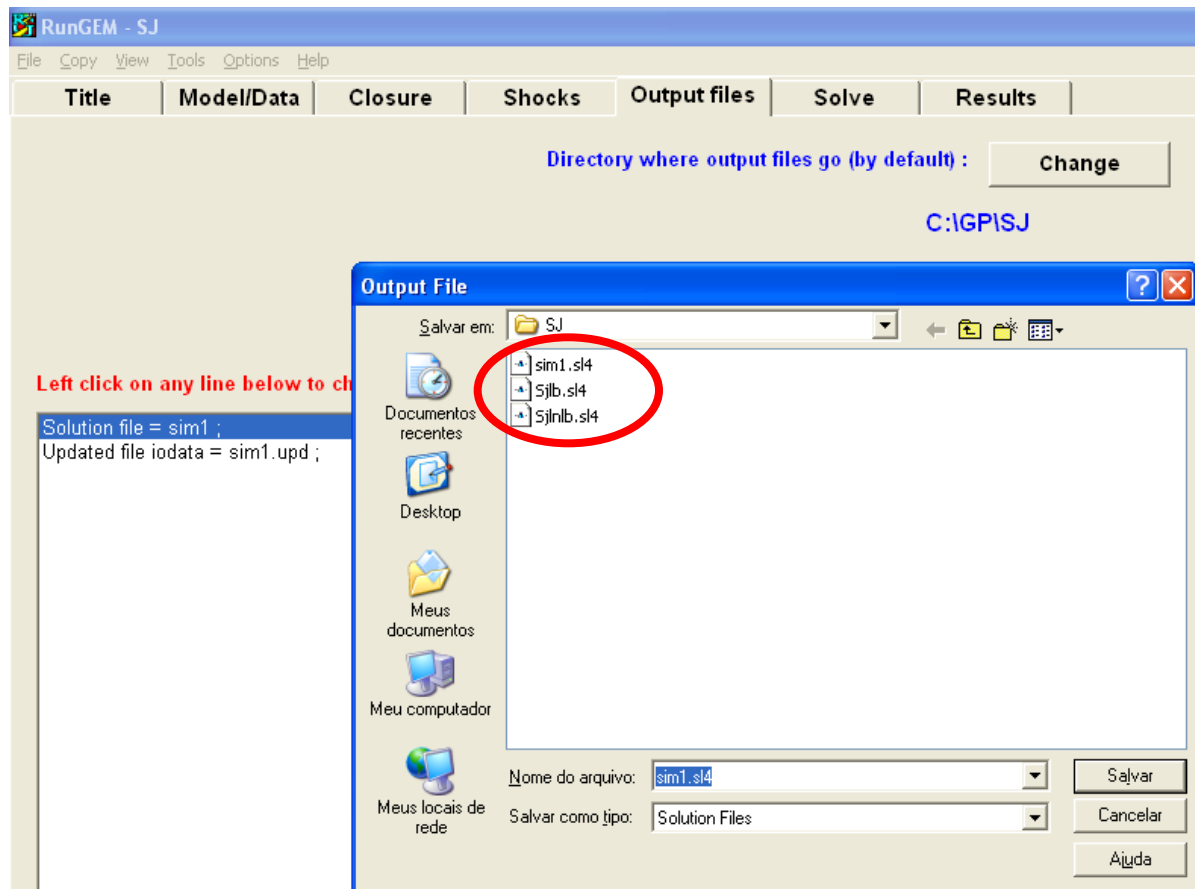 RunGEM - SJ
File Copy View Tools Options Help
Title Model/Data Closure Shocks Output files Solve Results
Directory where output files go (by default) : Change
C:\GP\SJ
Output File
Salvar em: SJ
sim1.sl4
Sjlb.sl4
Sjlnlb.sl4
Left click on any line below to ch
Solution file = sim1 ;
Updated file iodata = sim1.upd ;
Documentos
recentes
Desktop
Meus
documentos
Meu computador
Meus locais de
rede
Nome do arquivo: sim1.sl4 Salvar
Salvar como tipo: Solution Files Cancelar
Ajuda